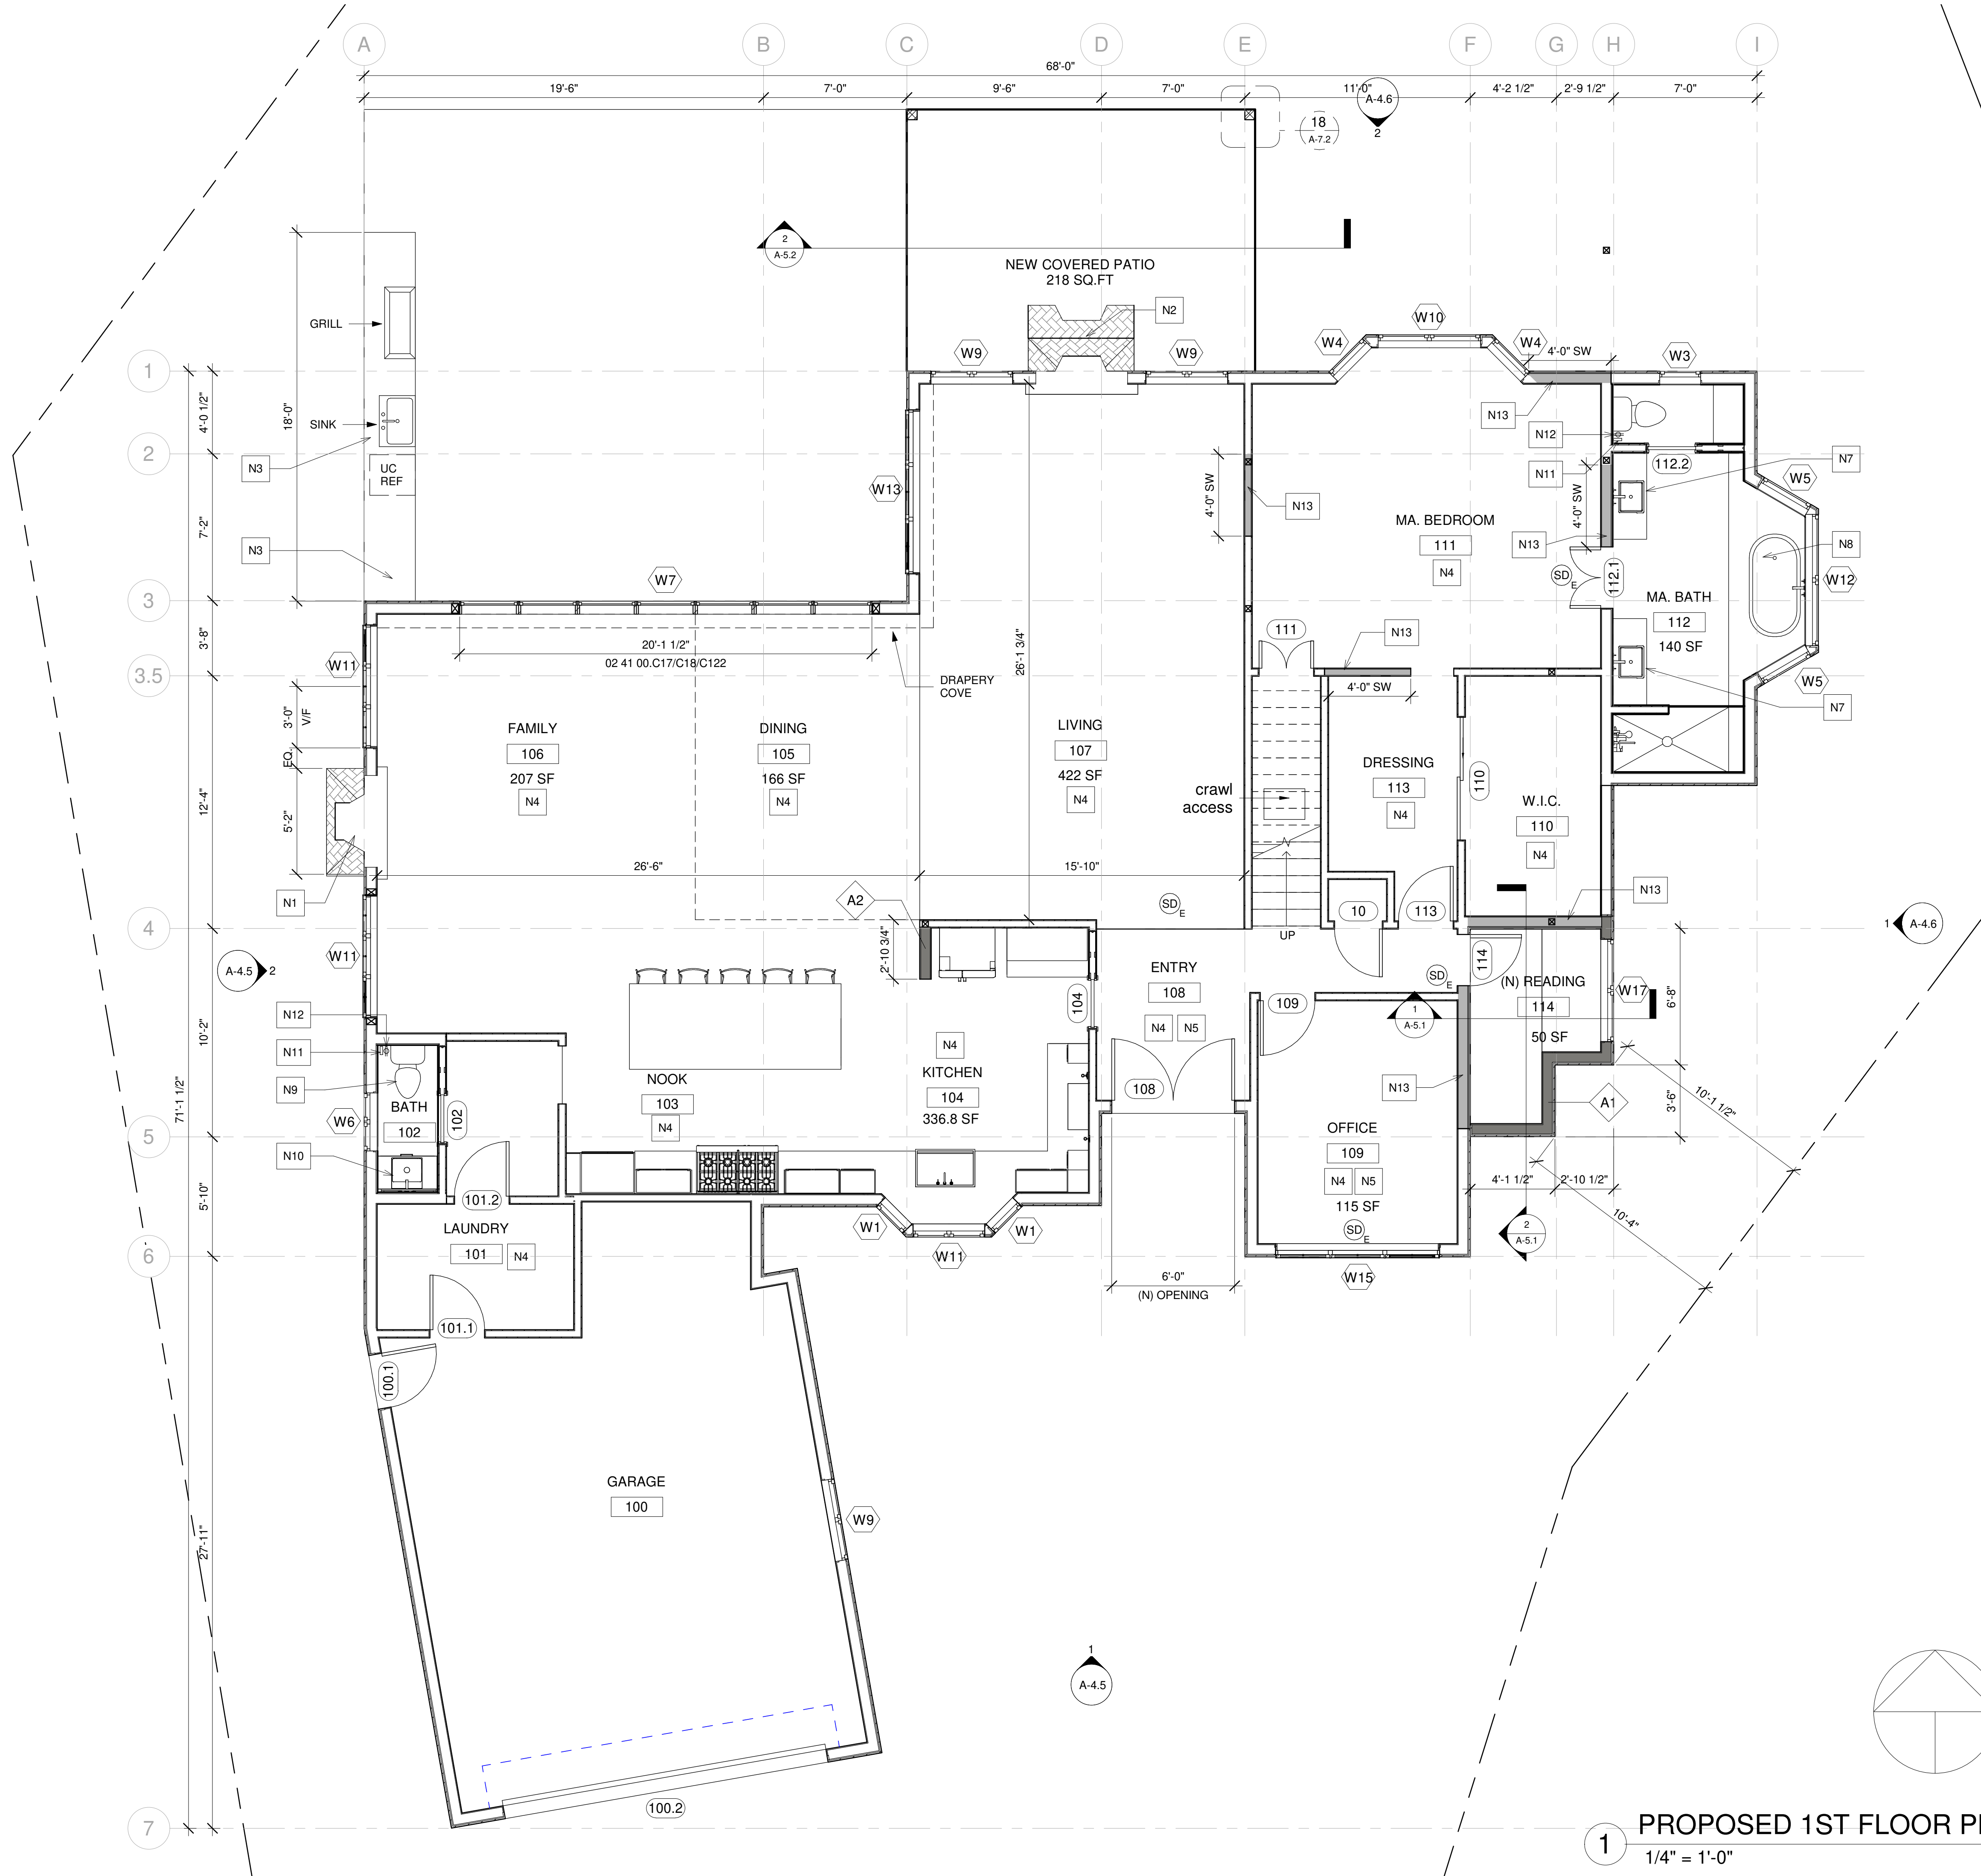 A
B
C
D
E
F
G
H
I
68'-0"
19'-6"
7'-0"
9'-6"
7'-0"
11'-0"
4'-2 1/2"
2'-9 1/2"
7'-0"
A-4.6
2
18
A-7.2
2
A-5.2
NEW COVERED PATIO
218 SQ.FT
N2
GRILL
18'-0"
SINK
N3
UC
REF
N3
W9
W9
W4
W10
W4
4'-0" SW
W3
1
4'-0 1/2"
2
7'-2"
3
3'-8"
3.5
12'-4"
4
10'-2"
5
5'-10"
6
27'-11"
7
71'-1 1/2"
N13
N12
N11
112.2
N7
W5
W13
4'-0" SW
N13
MA. BEDROOM
111
N4
4'-0" SW
N13
SD
E
112.1
N8
W12
MA. BATH
112
140 SF
W7
20'-1 1/2"
02 41 00.C17/C18/C122
W11
DRAPERY
COVE
26'-1 3/4"
111
N13
4'-0" SW
W5
N7
3'-0"
V/F
EQ.
5'-2"
FAMILY
106
207 SF
N4
DINING
105
166 SF
N4
LIVING
107
422 SF
N4
crawl
access
DRESSING
113
N4
110
W.I.C.
110
N4
N1
26'-6"
15'-10"
A2
SD
E
10
113
N13
UP
2'-10 3/4"
1
A-4.6
A-4.5
2
W11
104
ENTRY
108
N4
N5
109
SD
E
114
(N) READING
114
50 SF
W17
6'-8"
1
A-5.1
N12
N11
N9
BATH
102
W6
N10
102
NOOK
103
N4
N4
KITCHEN
104
336.8 SF
108
N13
A1
3'-6"
10'-1 1/2"
OFFICE
109
N4
N5
115 SF
SD
E
4'-1 1/2"
2'-10 1/2"
10'-4"
2
A-5.1
101.2
LAUNDRY
101
N4
W1
W11
W1
6'-0"
(N) OPENING
W15
101.1
100.1
GARAGE
100
W9
1
A-4.5
100.2
1
PROPOSED 1ST FLOOR
1/4" = 1'-0"